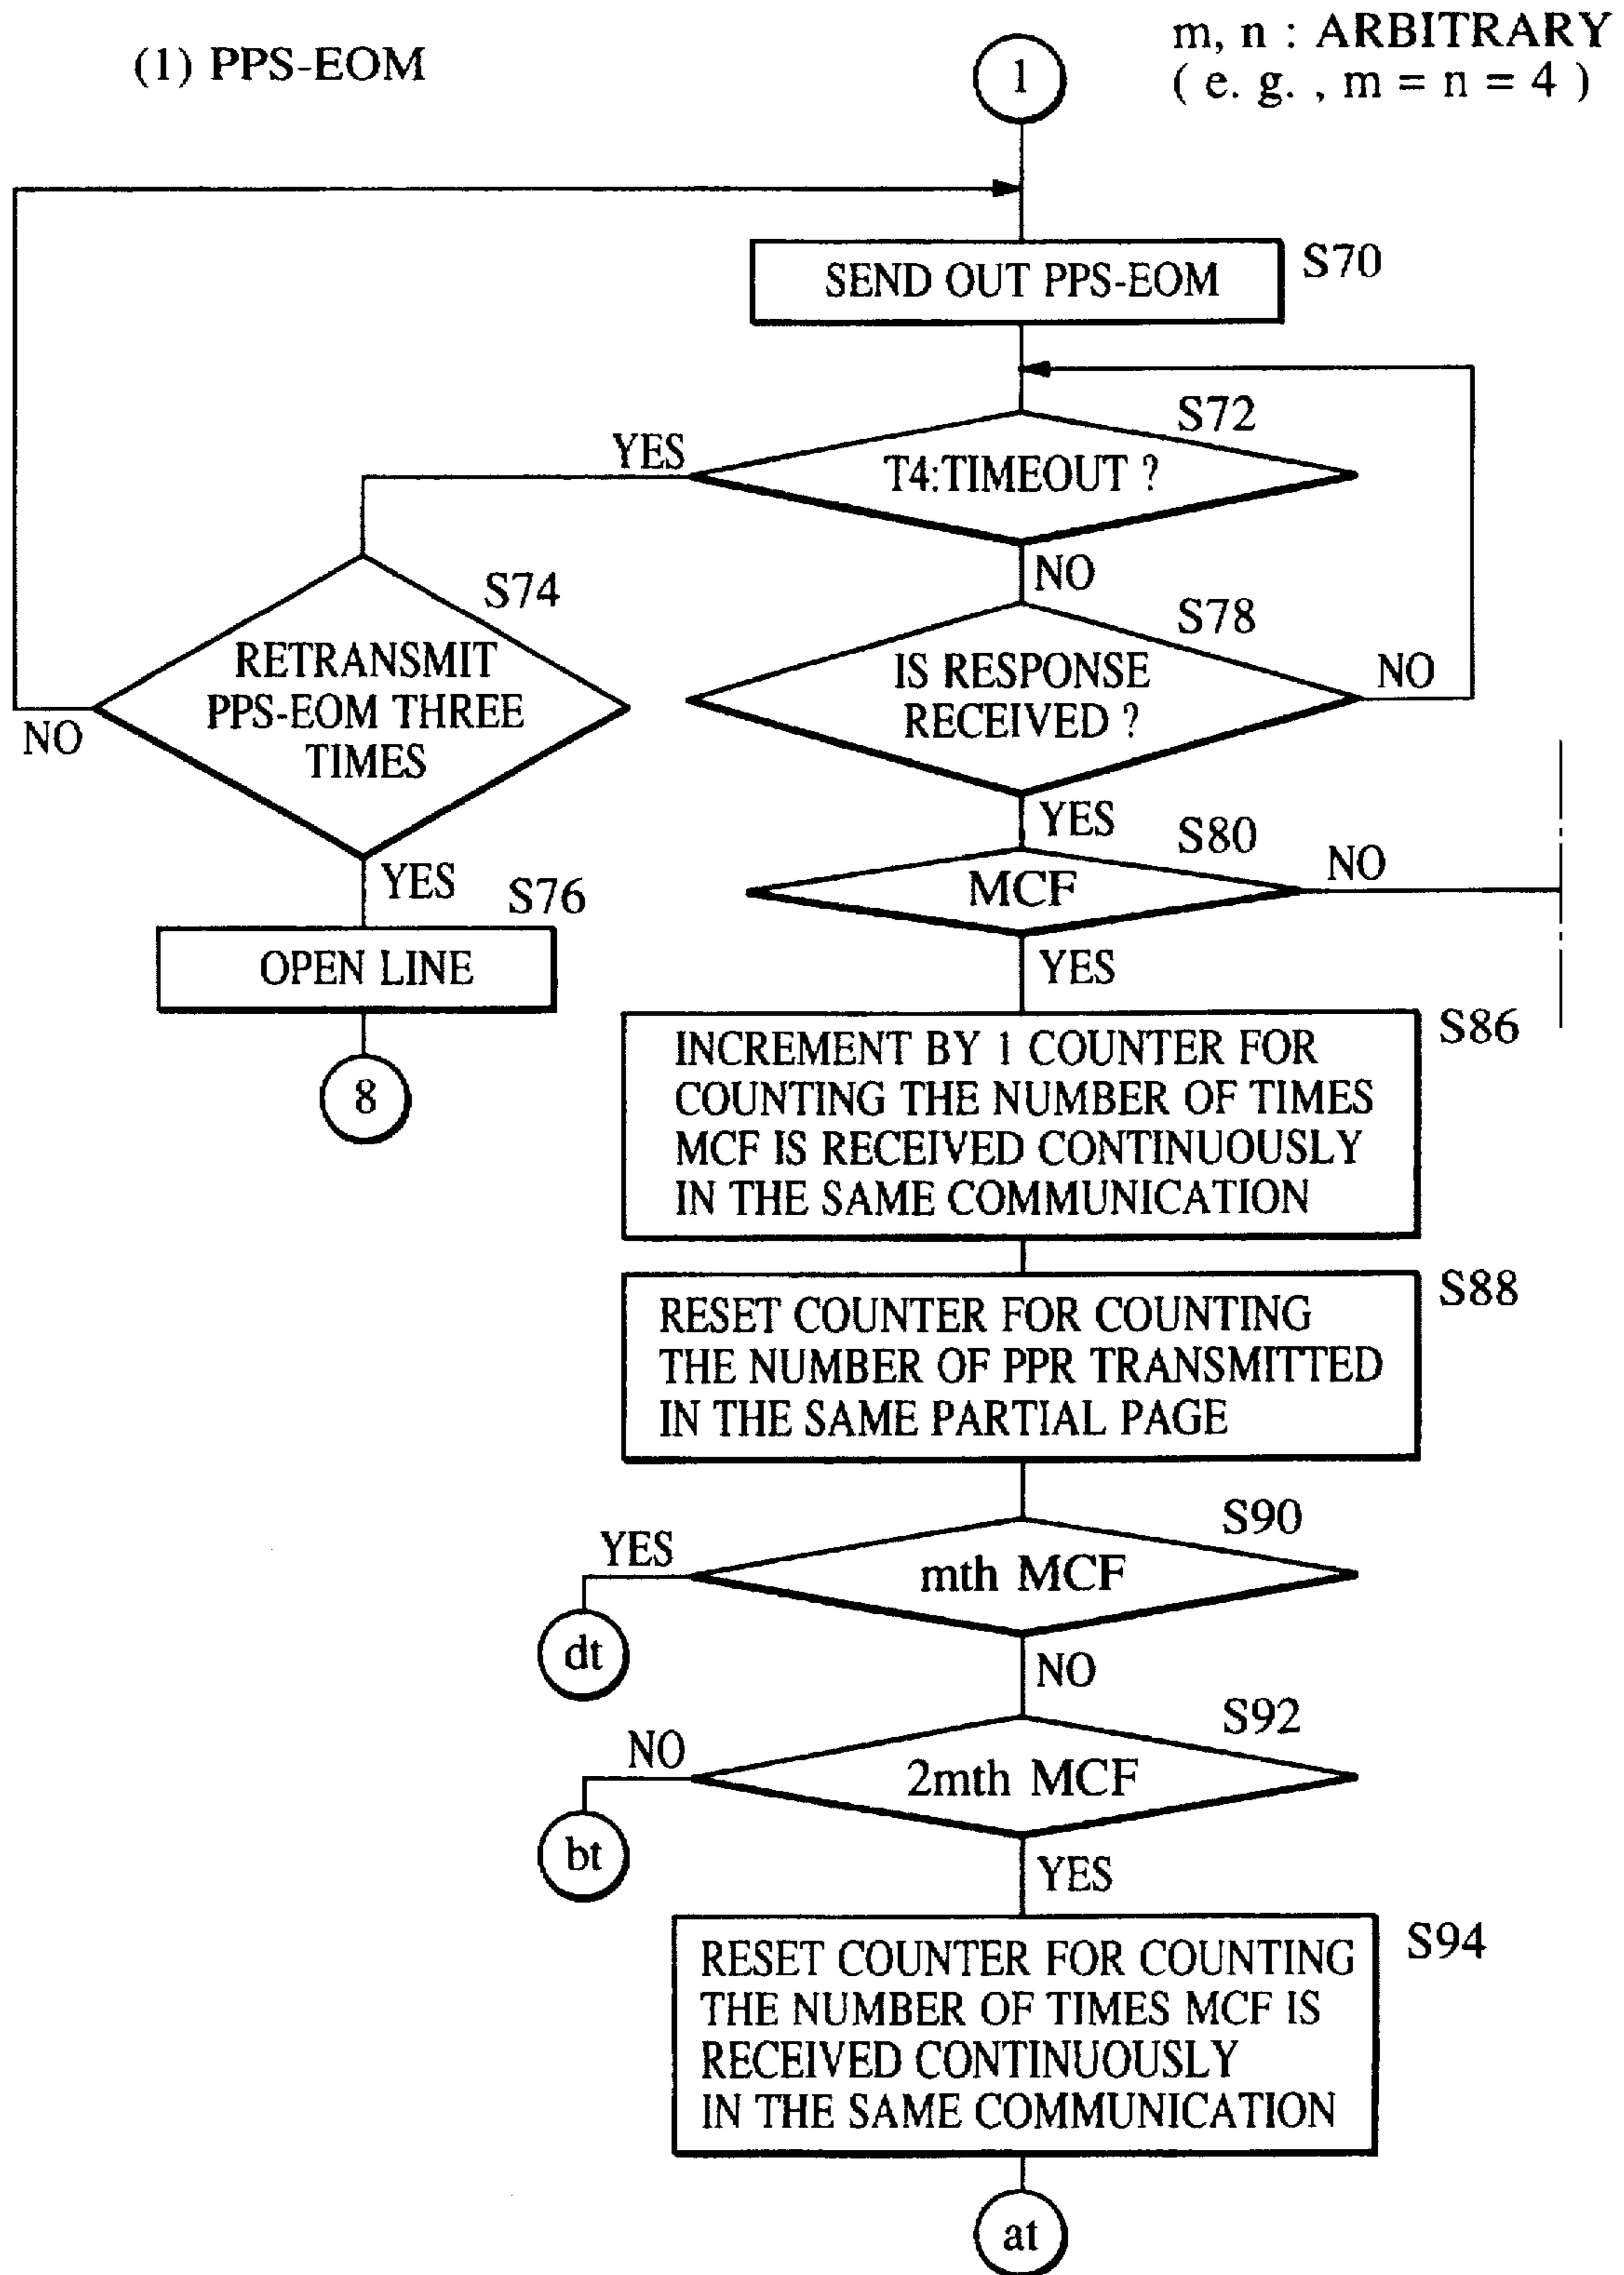 (1) PPS-EOM
m, n : ARBITRARY
( e. g. , m = n = 4 )
1
SEND OUT PPS-EOM
S70
S72
YES
T4:TIMEOUT ?
NO
S74
RETRANSMIT
PPS-EOM THREE
TIMES
NO
S78
IS RESPONSE
RECEIVED ?
NO
YES
YES
S76
OPEN LINE
8
S80
MCF
NO
YES
S86
INCREMENT BY 1 COUNTER FOR
COUNTING THE NUMBER OF TIMES
MCF IS RECEIVED CONTINUOUSLY
IN THE SAME COMMUNICATION
S88
RESET COUNTER FOR COUNTING
THE NUMBER OF PPR TRANSMITTED
IN THE SAME PARTIAL PAGE
S90
YES
mth MCF
dt
NO
S92
NO
2mth MCF
bt
YES
S94
RESET COUNTER FOR COUNTING
THE NUMBER OF TIMES MCF IS
RECEIVED CONTINUOUSLY
IN THE SAME COMMUNICATION
at